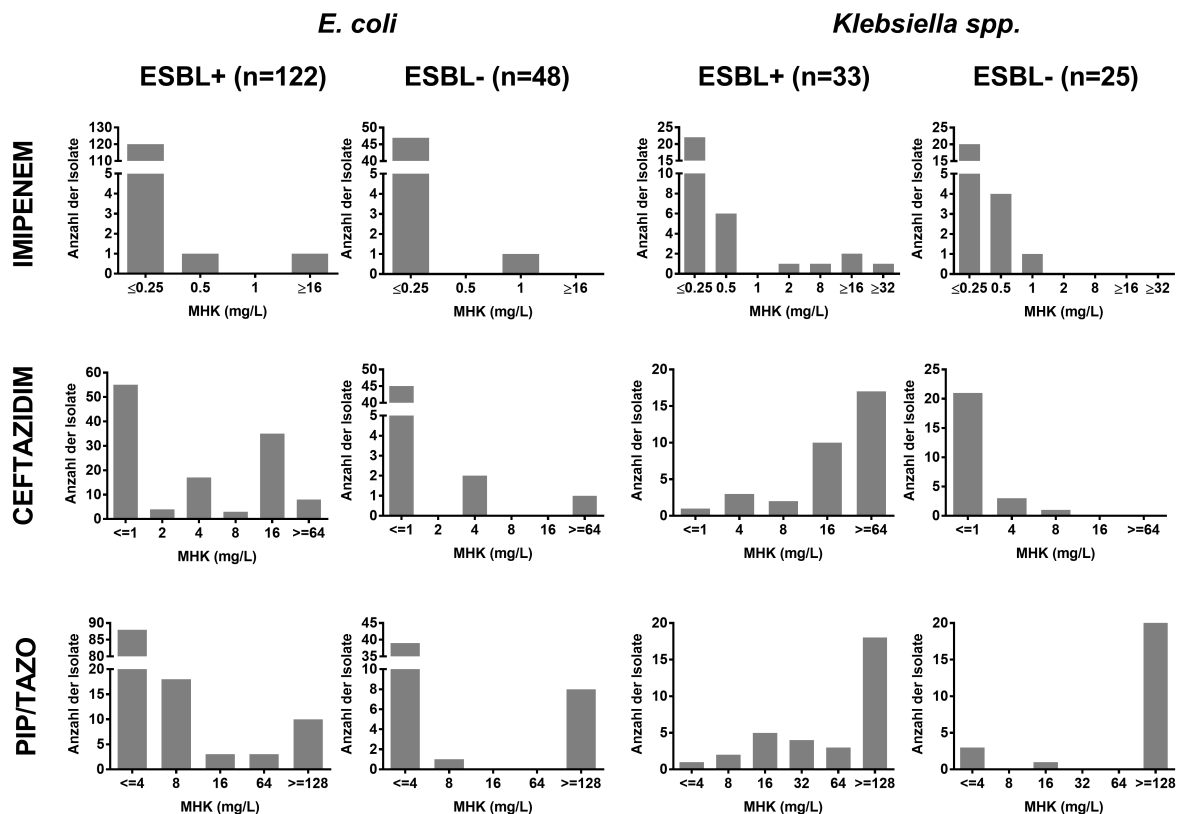 E. coli
Klebsiella spp.
ESBL+ (n=122)
ESBL- (n=48)
ESBL+ (n=33)
ESBL- (n=25)
IMIPENEM
Anzahl der Isolate
130
120
110
5
4
3
2
1
0
≤0.25 0.5 1 ≥16
MHK (mg/L)
Anzahl der Isolate
50
45
40
5
4
3
2
1
0
≤0.25 0.5 1 ≥16
MHK (mg/L)
Anzahl der Isolate
25
20
15
10
8
6
4
2
0
≤0.25 0.5 1 2 8 ≥16 ≥32
MHK (mg/L)
Anzahl der Isolate
25
20
15
5
4
3
2
1
0
≤0.25 0.5 1 2 8 ≥16 ≥32
MHK (mg/L)
CEFTAZIDIM
Anzahl der Isolate
60
50
40
30
20
10
0
<=1 2 4 8 16 >=64
MHK (mg/L)
Anzahl der Isolate
50
45
40
5
4
3
2
1
0
<=1 2 4 8 16 >=64
MHK (mg/L)
Anzahl der Isolate
20
15
10
5
0
<=1 4 8 16 >=64
MHK (mg/L)
Anzahl der Isolate
25
20
15
10
5
0
<=1 4 8 16 >=64
MHK (mg/L)
PIP/TAZO
Anzahl der Isolate
90
85
80
20
15
10
5
0
<=4 8 16 64 >=128
MHK (mg/L)
Anzahl der Isolate
45
40
35
10
8
6
4
2
0
<=4 8 16 64 >=128
MHK (mg/L)
Anzahl der Isolate
20
15
10
5
0
<=4 8 16 32 64 >=128
MHK (mg/L)
Anzahl der Isolate
20
15
10
5
0
<=4 8 16 32 64 >=128
MHK (mg/L)